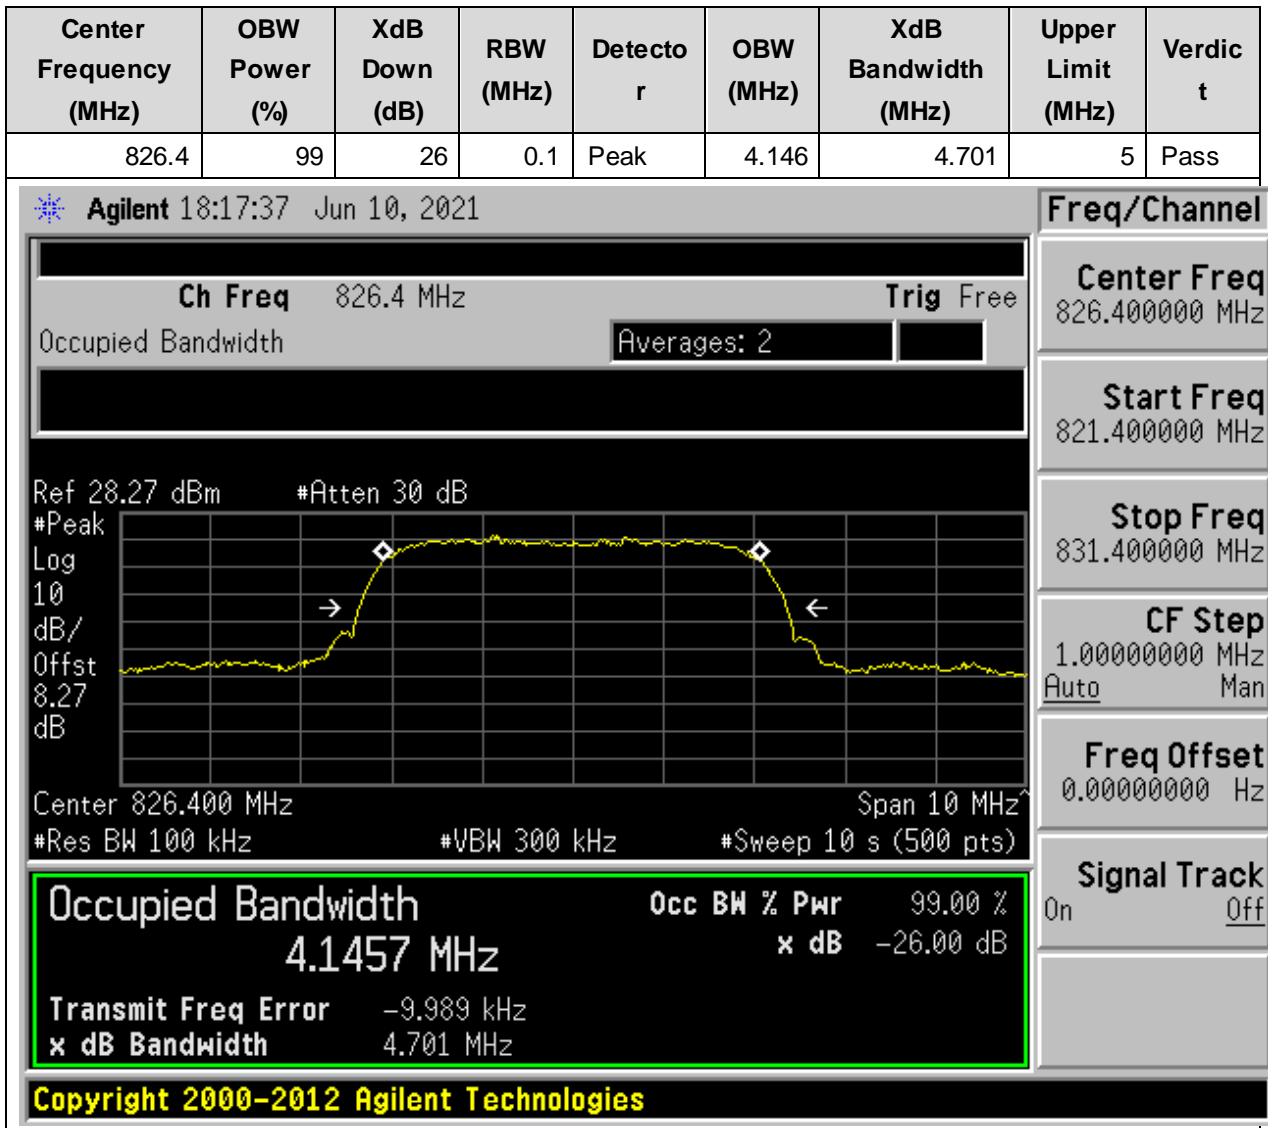 Center Frequency (MHz) OBW Power (%) XdB Down (dB) RBW (MHz) Detecto r OBW (MHz) XdB Bandwidth (MHz) Upper Limit (MHz) Verdic t
826.4 99 26 0.1 Peak 4.146 4.701 5 Pass
Agilent 18:17:37 Jun 10, 2021
Ch Freq 826.4 MHz Trig Free
Occupied Bandwidth Averages: 2
Ref 28.27 dBm #Atten 30 dB
#Peak
Log
10
dB/
Offst
8.27
dB
Center 826.400 MHz Span 10 MHz^
#Res BW 100 kHz #VBW 300 kHz #Sweep 10 s (500 pts)
Occupied Bandwidth Occ BW % Pwr 99.00 %
4.1457 MHz x dB -26.00 dB
Transmit Freq Error -9.989 kHz
x dB Bandwidth 4.701 MHz
Copyright 2000-2012 Agilent Technologies
Freq/Channel
Center Freq
826.400000 MHz
Start Freq
821.400000 MHz
Stop Freq
831.400000 MHz
CF Step
1.00000000 MHz
Auto Man
Freq Offset
0.00000000 Hz
Signal Track
On Off